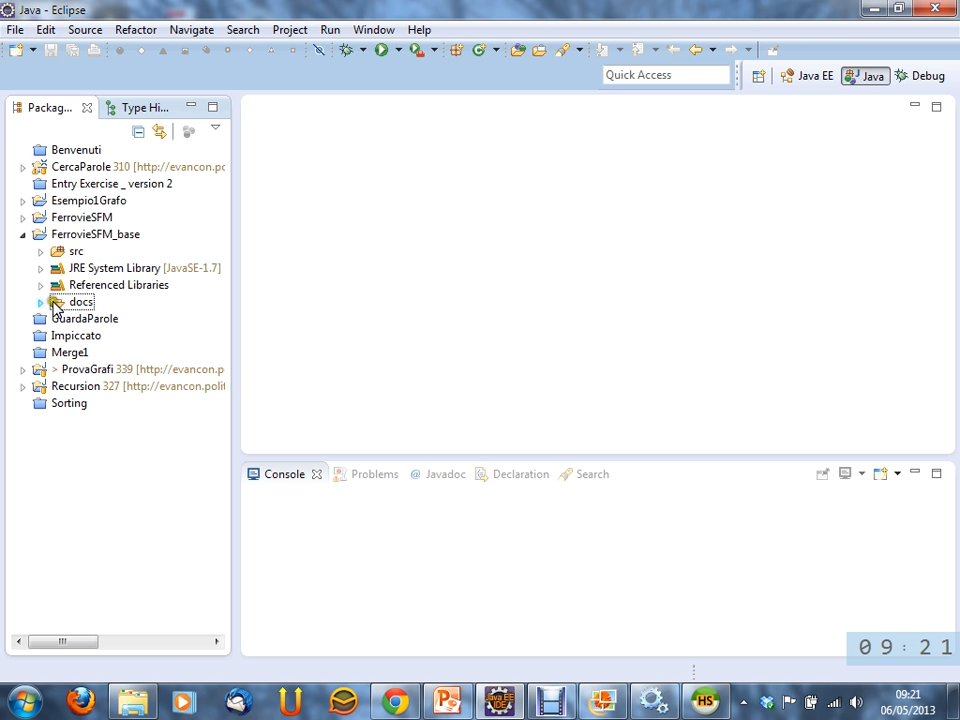 Java - Eclipse
File Edit Source Refactor Navigate Search Project Run Window Help
Quick Access
Java EE Java Debug
Packag... Type Hi...
Benvenuti
CercaParole 310 [http://evancon.pc
Entry Exercise _ version 2
Esempio1Grafo
FerrovieSFM
FerrovieSFM_base
src
JRE System Library [JavaSE-1.7]
Referenced Libraries
docs
GuardaParole
Impiccato
Merge1
> ProvaGrafi 339 [http://evancon.p
Recursion 327 [http://evancon.polit
Sorting
Console Problems @ Javadoc Declaration Search
09:21
HS
09:21
06/05/2013